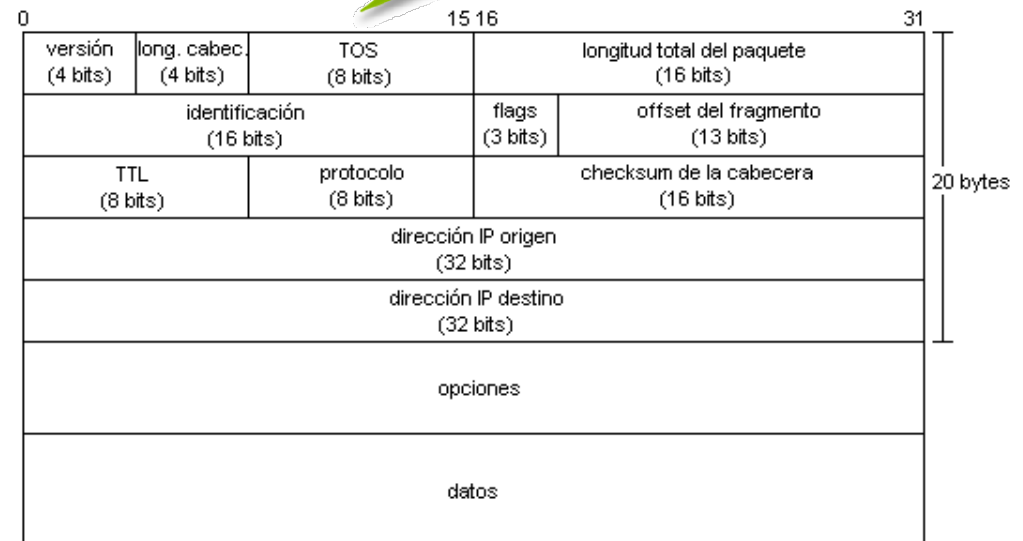 0 15 16 31
versión long. cabec. TOS longitud total del paquete
(4 bits) (4 bits) (8 bits) (16 bits)
identificación flags offset del fragmento
(16 bits) (3 bits) (13 bits)
TTL protocolo checksum de la cabecera
(8 bits) (8 bits) (16 bits)
20 bytes
dirección IP origen
(32 bits)
dirección IP destino
(32 bits)
opciones
datos